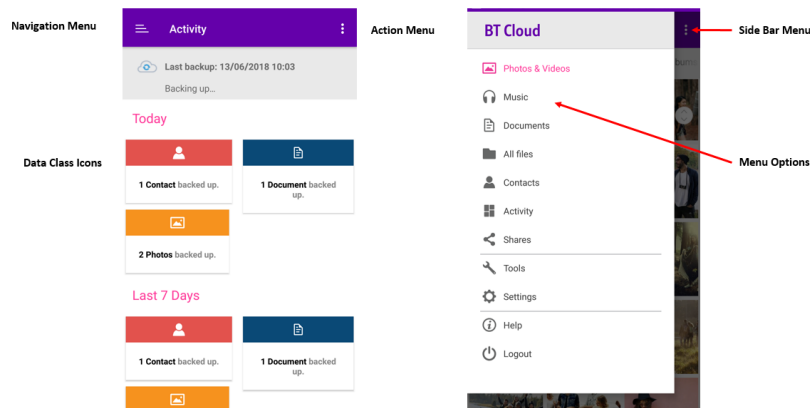 Navigation Menu
Activity
Action Menu
Last backup: 13/06/2018 10:03
Backing up...
Today
Data Class Icons
1 Contact backed up.
1 Document backed
up.
2 Photos backed up.
Last 7 Days
1 Contact backed up.
1 Document backed
up.
BT Cloud
Side Bar Menu
Photos & Videos
Music
Documents
All files
Menu Options
Contacts
Activity
Shares
Tools
Settings
Help
Logout